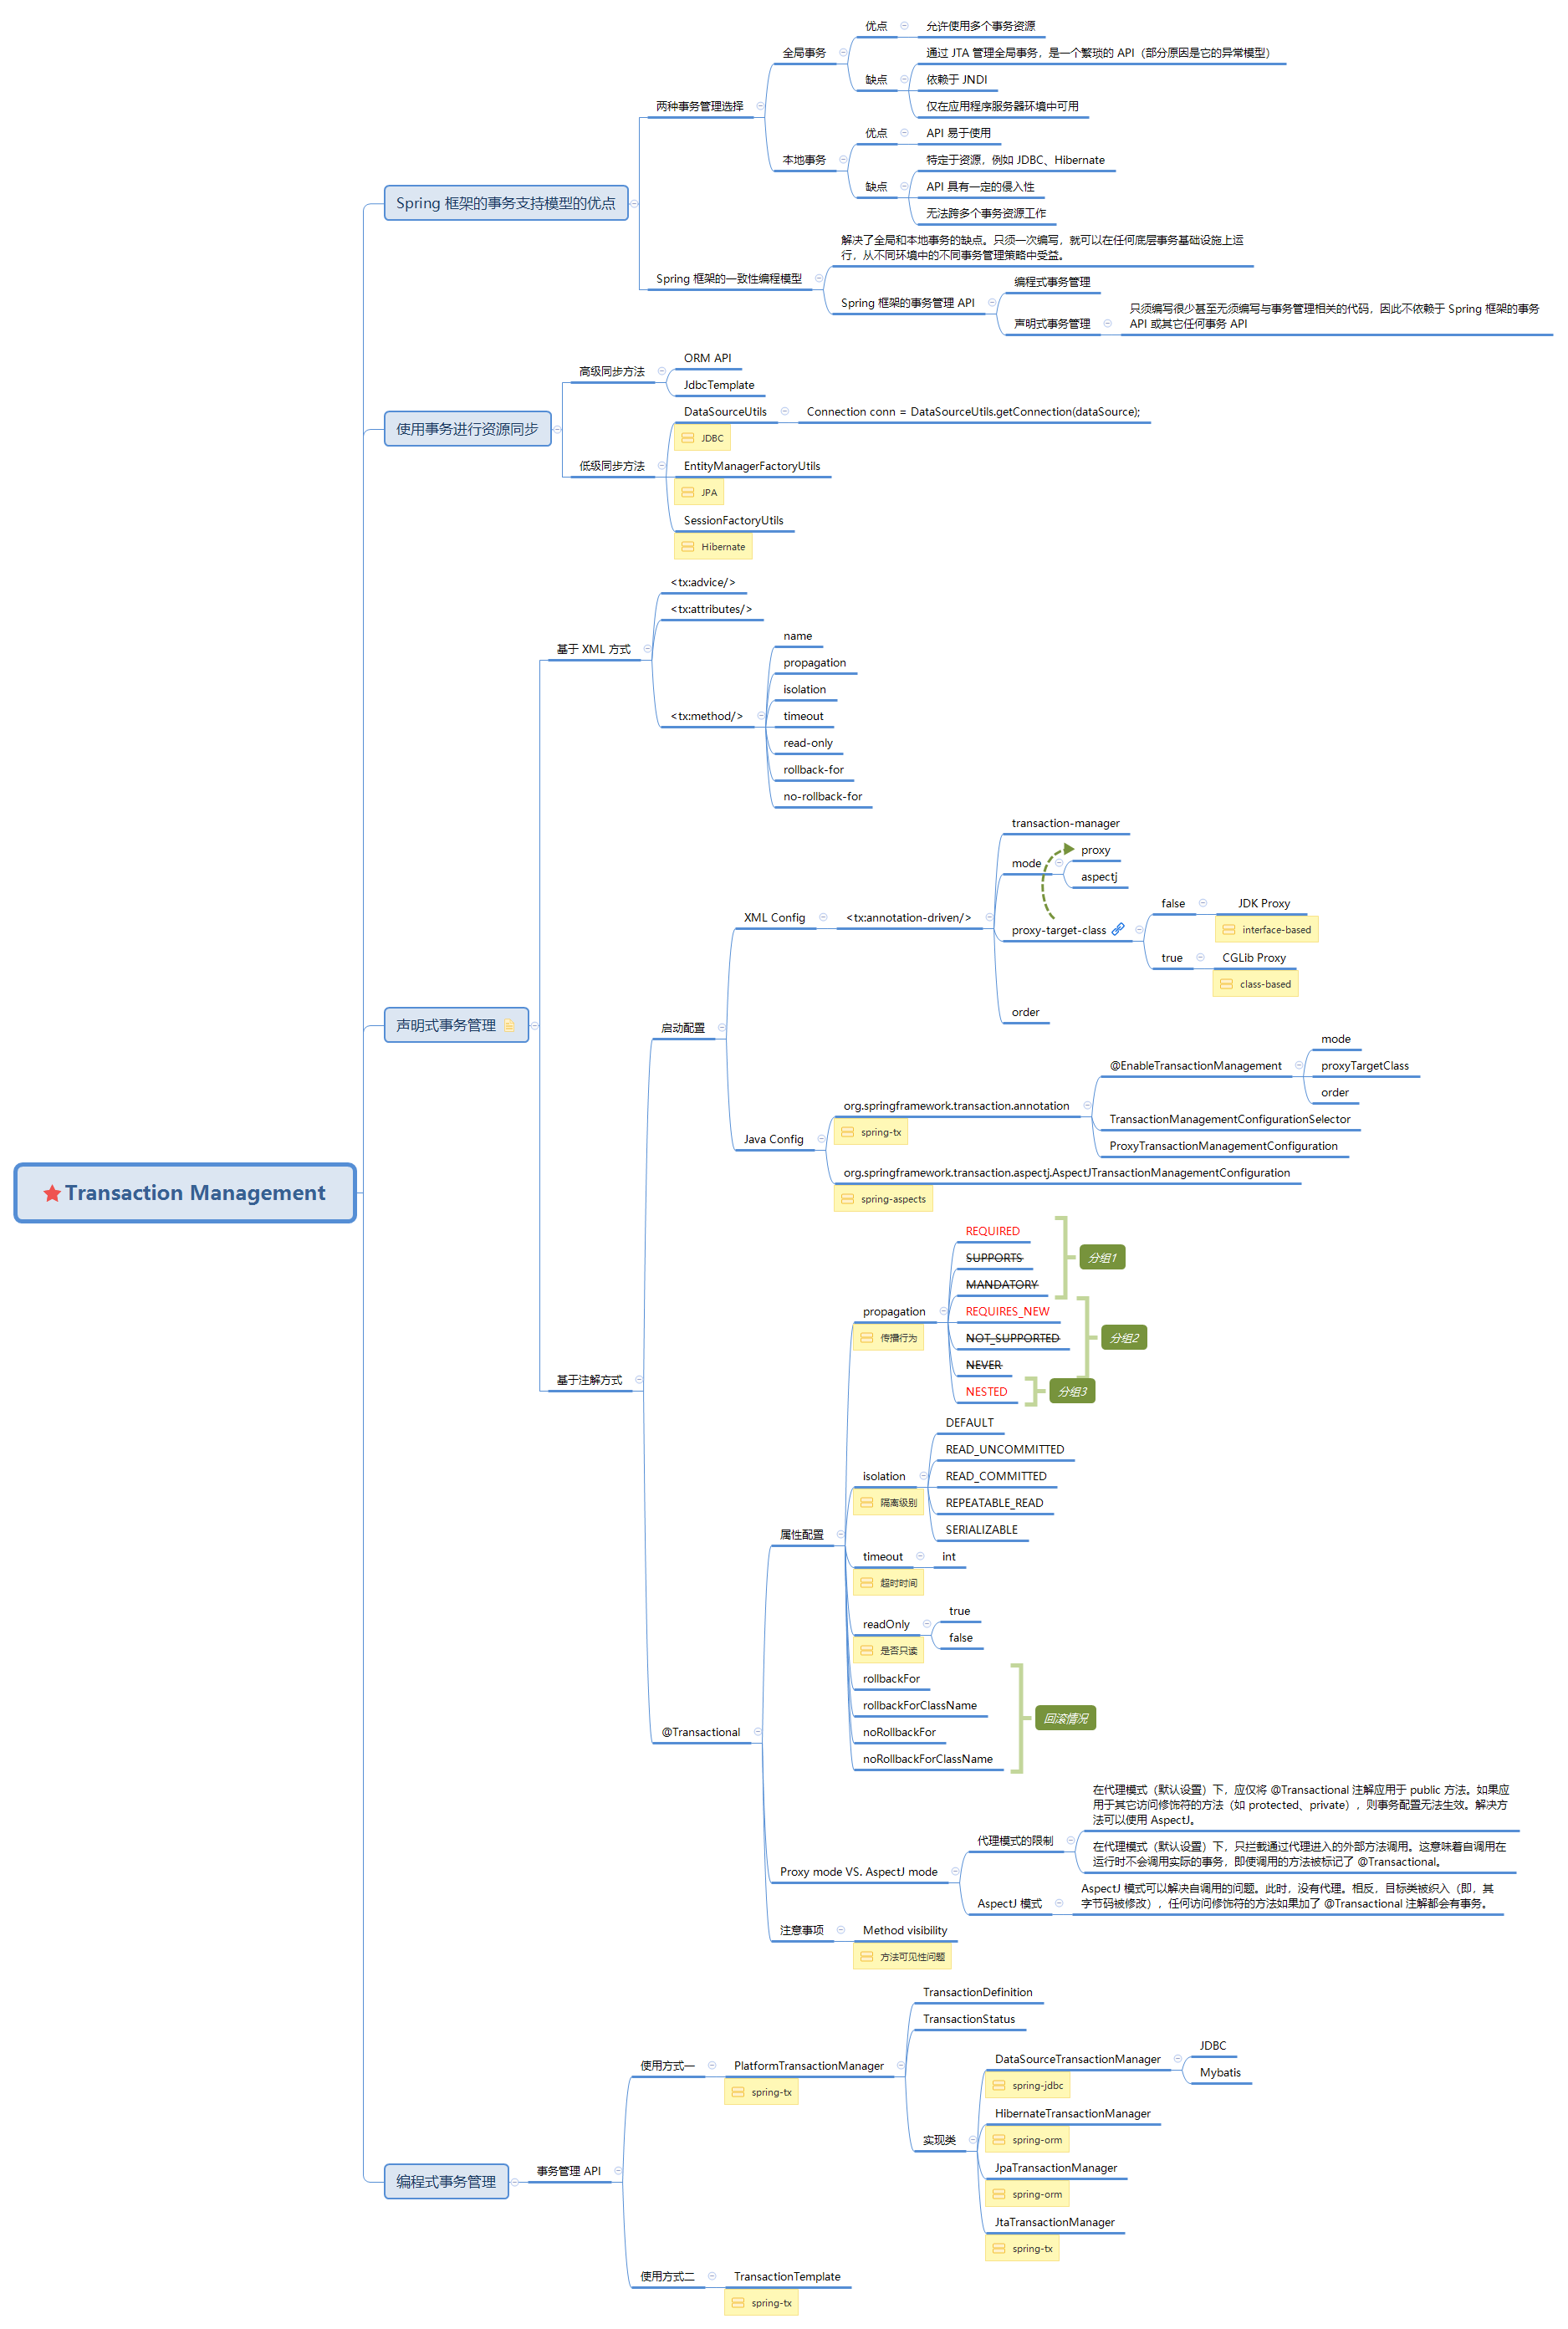 Transaction Management
Spring 框架的事务支持模型的优点
两种事务管理选择
全局事务
优点
允许使用多个事务资源
缺点
通过 JTA 管理全局事务，是一个繁琐的 API（部分原因是它的异常模型）
依赖于 JNDI
仅在应用程序服务器环境中可用
本地事务
优点
API 易于使用
缺点
特定于资源，例如 JDBC、Hibernate
API 具有一定的侵入性
无法跨多个事务资源工作
Spring 框架的一致性编程模型
解决了全局和本地事务的缺点。只须一次编写，就可以在任何底层事务基础设施上运
行，从不同环境中的不同事务管理策略中受益。
Spring 框架的事务管理 API
编程式事务管理
声明式事务管理
只须编写很少甚至无须编写与事务管理相关的代码，因此不依赖于 Spring 框架的事务
API 或其它任何事务 API
使用事务进行资源同步
高级同步方法
ORM API
JdbcTemplate
低级同步方法
DataSourceUtils
JDBC
Connection conn = DataSourceUtils.getConnection(dataSource);
EntityManagerFactoryUtils
JPA
SessionFactoryUtils
Hibernate
声明式事务管理
基于 XML 方式
<tx:advice/>
<tx:attributes/>
<tx:method/>
name
propagation
isolation
timeout
read-only
rollback-for
no-rollback-for
基于注解方式
启动配置
XML Config
<tx:annotation-driven/>
transaction-manager
mode
proxy
aspectj
proxy-target-class
false
JDK Proxy
interface-based
true
CGLib Proxy
class-based
order
Java Config
org.springframework.transaction.annotation
spring-tx
@EnableTransactionManagement
mode
proxyTargetClass
order
TransactionManagementConfigurationSelector
ProxyTransactionManagementConfiguration
org.springframework.transaction.aspectj.AspectJTransactionManagementConfiguration
spring-aspects
@Transactional
属性配置
propagation
传播行为
REQUIRED
SUPPORTS
MANDATORY
分组1
REQUIRES_NEW
NOT_SUPPORTED
NEVER
分组2
NESTED
分组3
isolation
隔离级别
DEFAULT
READ_UNCOMMITTED
READ_COMMITTED
REPEATABLE_READ
SERIALIZABLE
timeout
超时时间
int
readOnly
是否只读
true
false
rollbackFor
rollbackForClassName
noRollbackFor
noRollbackForClassName
回滚情况
Proxy mode VS. AspectJ mode
代理模式的限制
在代理模式（默认设置）下，应仅将 @Transactional 注解应用于 public 方法。如果应
用于其它访问修饰符的方法（如 protected、private），则事务配置无法生效。解决方
法可以使用 AspectJ。
在代理模式（默认设置）下，只拦截通过代理进入的外部方法调用。这意味着自调用在
运行时不会调用实际的事务，即使调用的方法被标记了 @Transactional。
AspectJ 模式
AspectJ 模式可以解决自调用的问题。此时，没有代理。相反，目标类被织入（即，其
字节码被修改），任何访问修饰符的方法如果加了 @Transactional 注解都会有事务。
注意事项
Method visibility
方法可见性问题
编程式事务管理
事务管理 API
使用方式一
PlatformTransactionManager
spring-tx
TransactionDefinition
TransactionStatus
实现类
DataSourceTransactionManager
spring-jdbc
JDBC
Mybatis
HibernateTransactionManager
spring-orm
JpaTransactionManager
spring-orm
JtaTransactionManager
spring-tx
使用方式二
TransactionTemplate
spring-tx